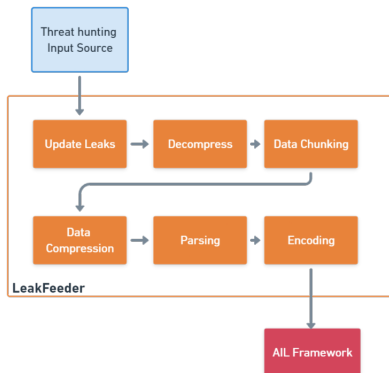 Threat hunting
Input Source
Update Leaks
Decompress
Data Chunking
Data
Compression
Parsing
Encoding
LeakFeeder
AIL Framework